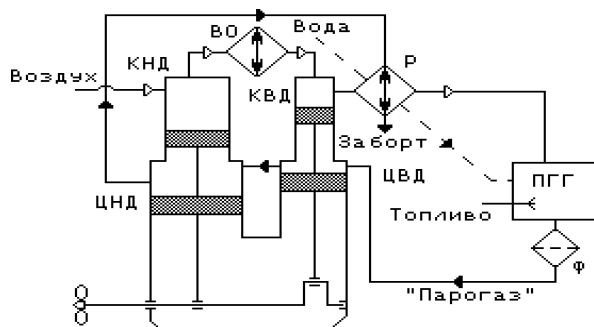 ВО
Вода
КНД
Р
Воздух
КВД
Заборт
ЦВД
ПГГ
ЦНД
Топливо
Ф
"Парогаз"